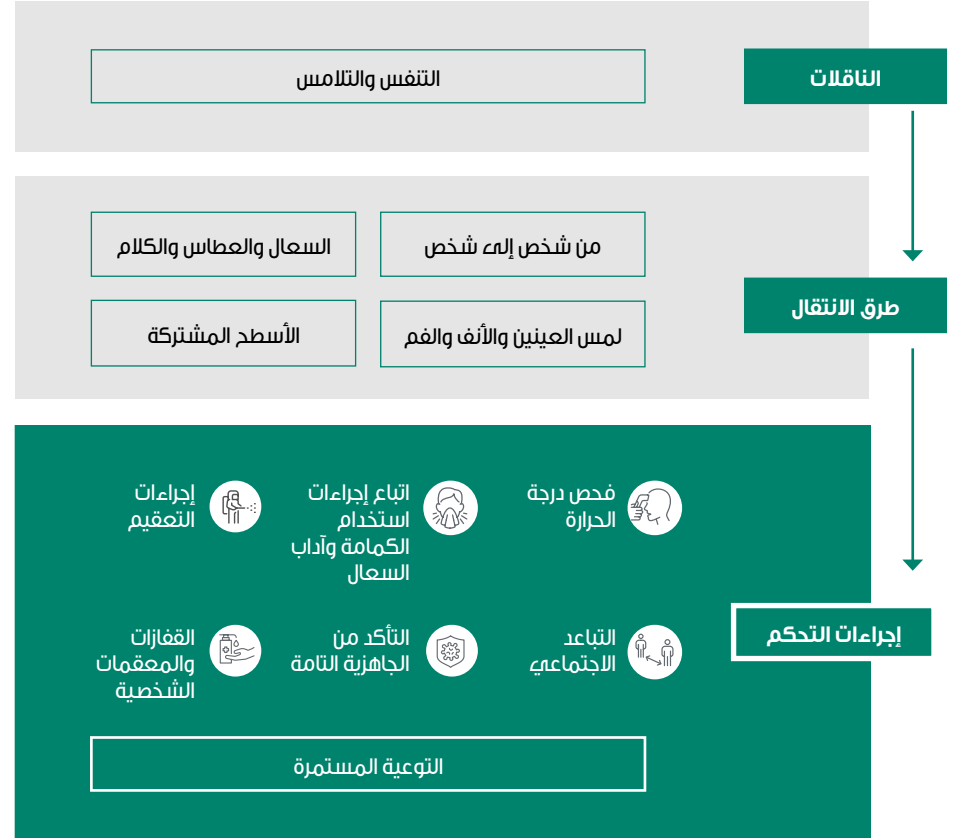 الناقلات
التنفس والتلامس
طرق الانتقال
من شخص إلى شخص
السعال والعطاس والكلام
لمس العينين والأنف والفم
الأسطح المشتركة
إجراءات التحكم
فحص درجة
الحرارة
اتباع إجراءات
استخدام
الكمامة وآداب
السعال
إجراءات
التعقيم
التباعد
الاجتماعي
التأكد من
الجاهزية التامة
القفازات
والمعقمات
الشخصية
التوعية المستمرة